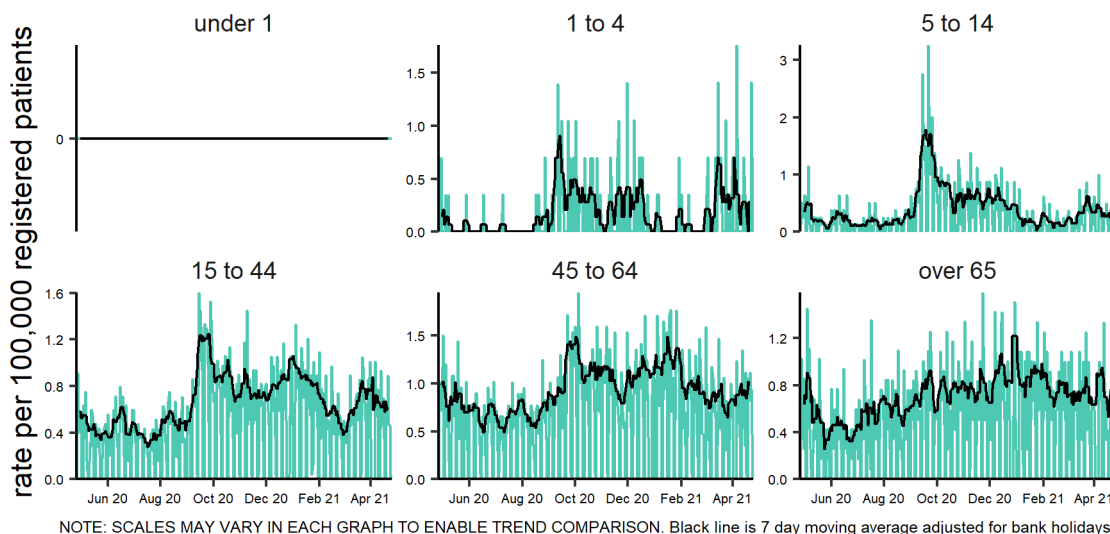 rate per 100,000 registered patients
under 1
1 to 4
5 to 14
0
1.5
1.0
0.5
0.0
3
2
1
0
15 to 44
45 to 64
over 65
1.6
1.2
0.8
0.4
0.0
1.5
1.0
0.5
0.0
1.2
0.8
0.4
0.0
Jun 20 Aug 20 Oct 20 Dec 20 Feb 21 Apr 21
Jun 20 Aug 20 Oct 20 Dec 20 Feb 21 Apr 21
Jun 20 Aug 20 Oct 20 Dec 20 Feb 21 Apr 21
NOTE: SCALES MAY VARY IN EACH GRAPH TO ENABLE TREND COMPARISON. Black line is 7 day moving average adjusted for bank holidays